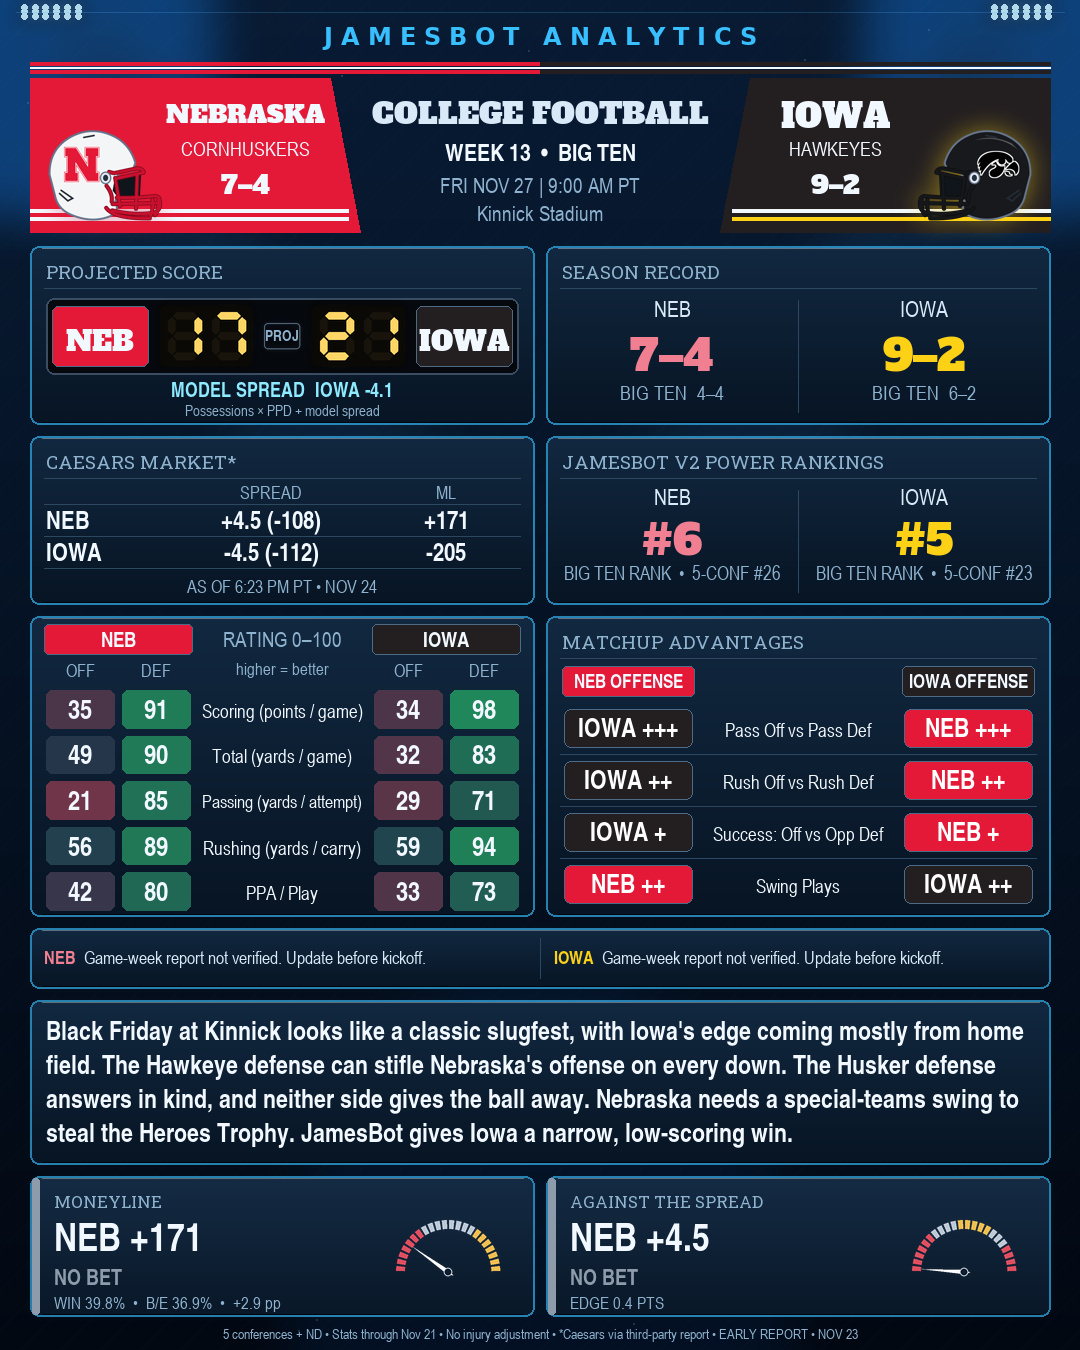 JAMESBOT ANALYTICS
NEBRASKA
CORNHUSKERS
7–4
N
COLLEGE FOOTBALL
WEEK 13 • BIG TEN
FRI NOV 27 | 9:00 AM PT
Kinnick Stadium
IOWA
HAWKEYES
9–2
PROJECTED SCORE
NEB 17 PROJ 21 IOWA
MODEL SPREAD IOWA -4.1
Possessions × PPD + model spread
SEASON RECORD
NEB IOWA
7–4 9–2
BIG TEN 4–4 BIG TEN 6–2
CAESARS MARKET*
SPREAD ML
NEB +4.5 (-108) +171
IOWA -4.5 (-112) -205
AS OF 6:23 PM PT • NOV 24
JAMESBOT V2 POWER RANKINGS
NEB IOWA
#6 #5
BIG TEN RANK • 5-CONF #26 BIG TEN RANK • 5-CONF #23
NEB RATING 0–100 IOWA
OFF DEF higher = better OFF DEF
35 91 Scoring (points / game) 34 98
49 90 Total (yards / game) 32 83
21 85 Passing (yards / attempt) 29 71
56 89 Rushing (yards / carry) 59 94
42 80 PPA / Play 33 73
MATCHUP ADVANTAGES
NEB OFFENSE IOWA OFFENSE
IOWA +++ Pass Off vs Pass Def NEB +++
IOWA ++ Rush Off vs Rush Def NEB ++
IOWA + Success: Off vs Opp Def NEB +
NEB ++ Swing Plays IOWA ++
NEB Game-week report not verified. Update before kickoff.
IOWA Game-week report not verified. Update before kickoff.
Black Friday at Kinnick looks like a classic slugfest, with Iowa's edge coming mostly from home
field. The Hawkeye defense can stifle Nebraska's offense on every down. The Husker defense
answers in kind, and neither side gives the ball away. Nebraska needs a special-teams swing to
steal the Heroes Trophy. JamesBot gives Iowa a narrow, low-scoring win.
MONEYLINE
NEB +171
NO BET
WIN 39.8% • B/E 36.9% • +2.9 pp
AGAINST THE SPREAD
NEB +4.5
NO BET
EDGE 0.4 PTS
5 conferences + ND • Stats through Nov 21 • No injury adjustment • *Caesars via third-party report • EARLY REPORT • NOV 23